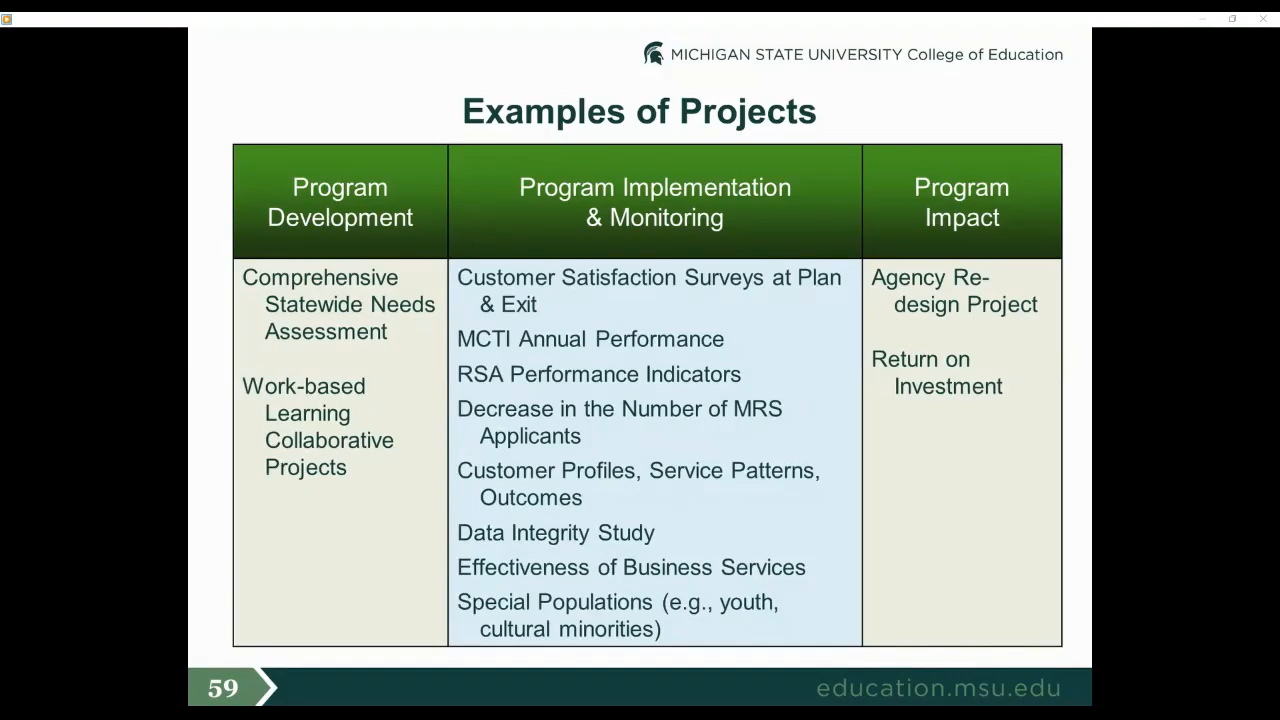 MICHIGAN STATE UNIVERSITY College of Education
Examples of Projects
Program
Development
Program Implementation
& Monitoring
Program
Impact
Comprehensive
Statewide Needs
Assessment
Work-based
Learning
Collaborative
Projects
Customer Satisfaction Surveys at Plan
& Exit
MCTI Annual Performance
RSA Performance Indicators
Decrease in the Number of MRS
Applicants
Customer Profiles, Service Patterns,
Outcomes
Data Integrity Study
Effectiveness of Business Services
Special Populations (e.g., youth,
cultural minorities)
Agency Re-
design Project
Return on
Investment
59
education.msu.edu